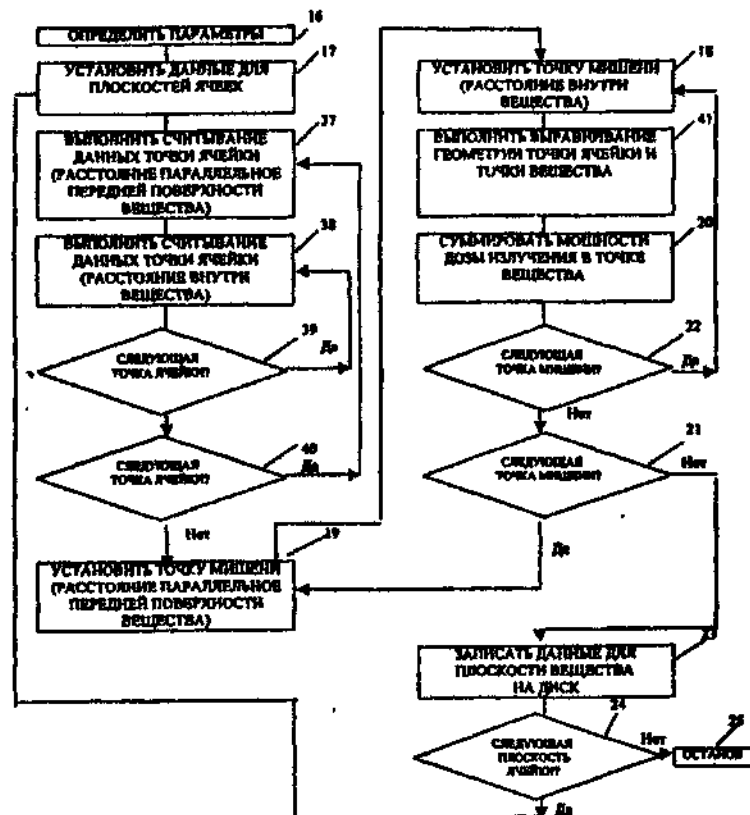 16
ОПРЕДЕЛИТЬ ПАРАМЕТРЫ
17
УСТАНОВИТЬ ДАННЫЕ ДЛЯ
ПЛОСКОСТЕЙ ЯЧЕЕК
37
ВЫПОЛНИТЬ СЧИТЫВАНИЕ
ДАННЫХ ТОЧКИ ЯЧЕЙКИ
(РАССТОЯНИЕ ПАРАЛЛЕЛЬНОЕ
ПЕРЕДНЕЙ ПОВЕРХНОСТИ
ВЕЩЕСТВА)
38
ВЫПОЛНИТЬ СЧИТЫВАНИЕ
ДАННЫХ ТОЧКИ ЯЧЕЙКИ
(РАССТОЯНИЕ ВНУТРИ
ВЕЩЕСТВА)
39
СЛЕДУЮЩАЯ
ТОЧКА ЯЧЕЙКИ?
Да
40
СЛЕДУЮЩАЯ
ТОЧКА ЯЧЕЙКИ?
Да
Нет
19
УСТАНОВИТЬ ТОЧКУ МИШЕНИ
(РАССТОЯНИЕ ПАРАЛЛЕЛЬНОЕ
ПЕРЕДНЕЙ ПОВЕРХНОСТИ
ВЕЩЕСТВА)
18
УСТАНОВИТЬ ТОЧКУ МИШЕНИ
(РАССТОЯНИЕ ВНУТРИ
ВЕЩЕСТВА)
41
ВЫПОЛНИТЬ ВЫРАВНИВАНИЕ
ГЕОМЕТРИИ ТОЧКИ ЯЧЕЙКИ И
ТОЧКИ ВЕЩЕСТВА
20
СУММИРОВАТЬ МОЩНОСТИ
ДОЗЫ ИЗЛУЧЕНИЯ В ТОЧКЕ
ВЕЩЕСТВА
22
СЛЕДУЮЩАЯ
ТОЧКА МИШЕНИ?
Да
Нет
21
СЛЕДУЮЩАЯ
ТОЧКА МИШЕНИ?
Нет
Да
23
ЗАПИСАТЬ ДАННЫЕ ДЛЯ
ПЛОСКОСТИ ВЕЩЕСТВА
НА ДИСК
24
СЛЕДУЮЩАЯ
ПЛОСКОСТЬ
ЯЧЕЙКИ?
Нет
25
ОСТАНОВ
Да